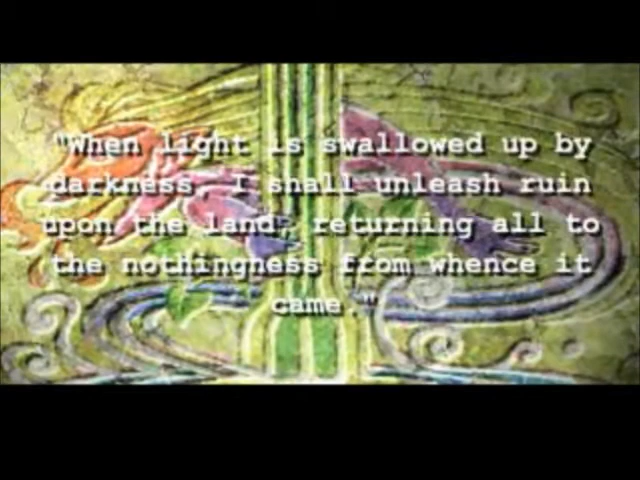 "When light is swallowed up by
darkness, I shall unleash ruin
upon the land, returning all to
the nothingness from whence it
came."